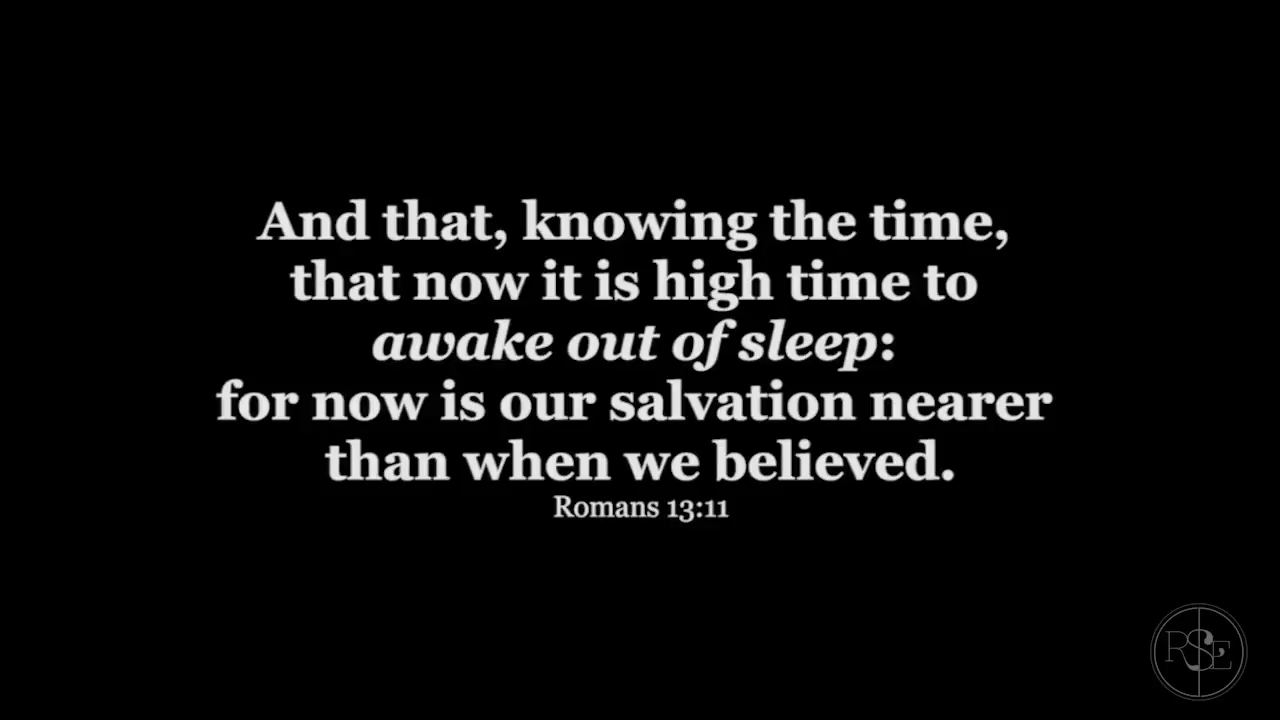 And that, knowing the time,
that now it is high time to
awake out of sleep:
for now is our salvation nearer
than when we believed.
Romans 13:11
RSE